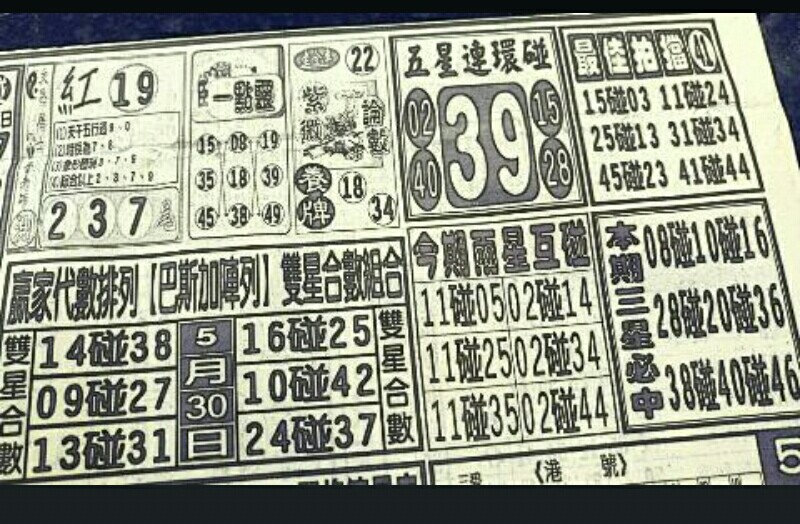 紅 19
2 3 7 尾
一點靈
15 08 19
35 18 39
45 38 49
22
紫微論數
養牌 18
34
五星連環碰
02 39 15
40 28
最佳拍擋 41
15碰03 11碰24
25碰13 31碰34
45碰23 41碰44
贏家代數排列【巴斯加陣列】雙星合數組合
雙星合數
14碰38
09碰27
13碰31
5月30日
16碰25
10碰42
24碰37
雙星合數
今期兩星互碰
11碰05 02碰14
11碰25 02碰34
11碰35 02碰44
本期三星必中
08碰10碰16
28碰20碰36
38碰40碰46
《港 號》
5